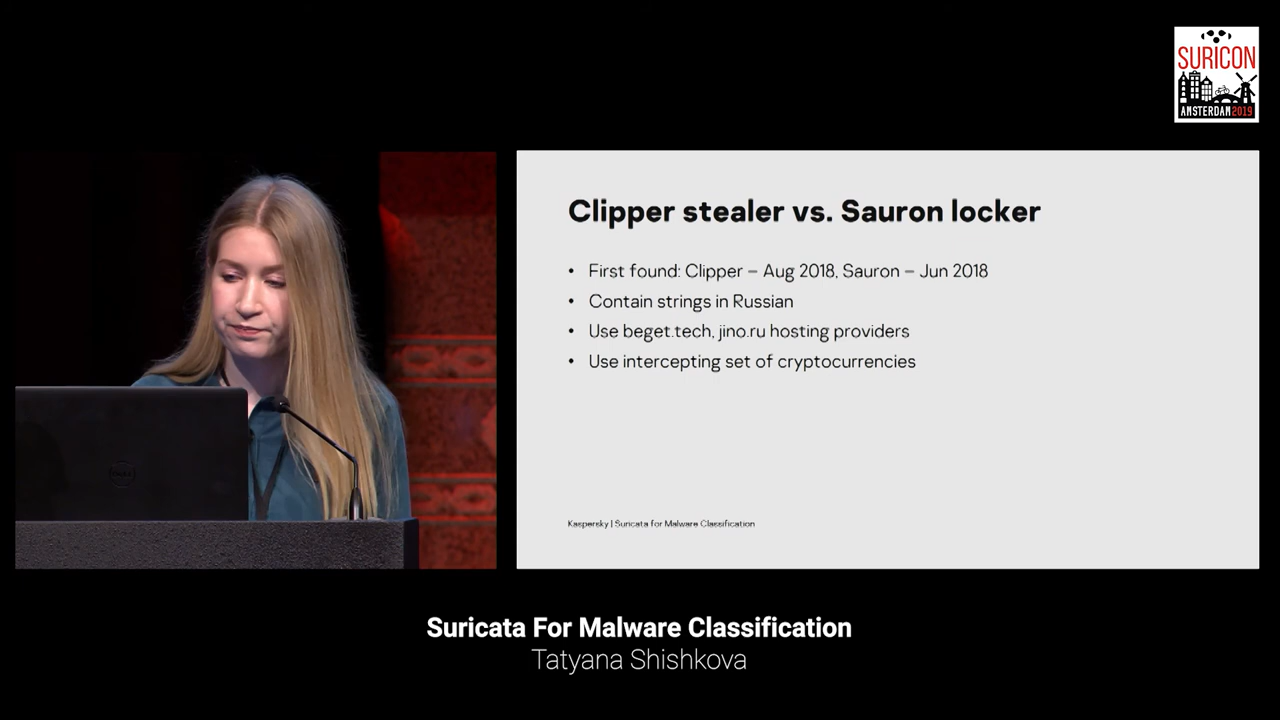 SURICON
AMSTERDAM2019
Clipper stealer vs. Sauron locker
• First found: Clipper – Aug 2018, Sauron – Jun 2018
• Contain strings in Russian
• Use beget.tech, jino.ru hosting providers
• Use intercepting set of cryptocurrencies
Kaspersky | Suricata for Malware Classification
DELL
Suricata For Malware Classification
Tatyana Shishkova